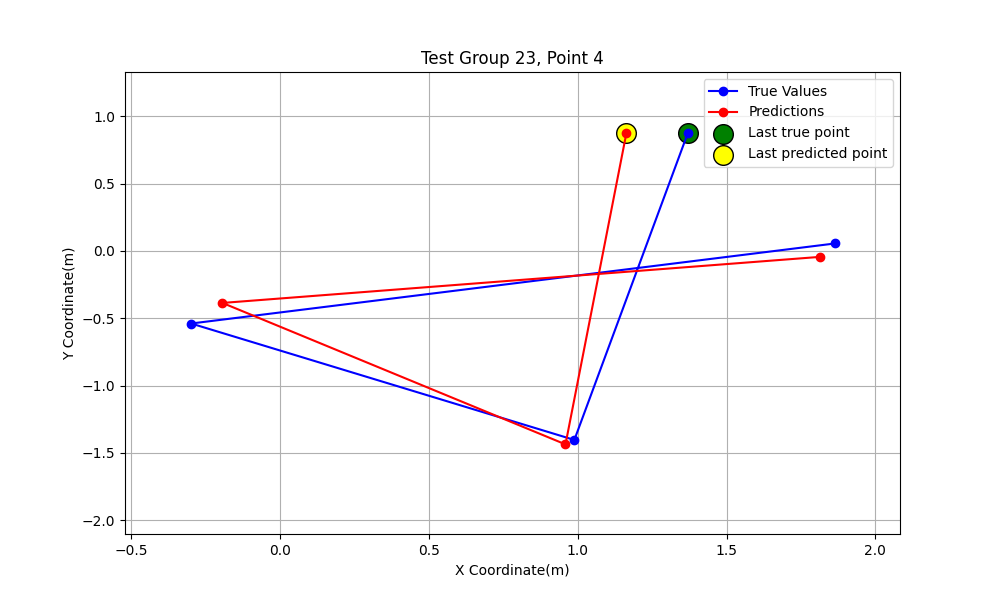 Test Group 23, Point 4
True Values
Predictions
Last true point
Last predicted point
1.0
0.5
0.0
−0.5
−1.0
−1.5
−2.0
Y Coordinate(m)
−0.5 0.0 0.5 1.0 1.5 2.0
X Coordinate(m)